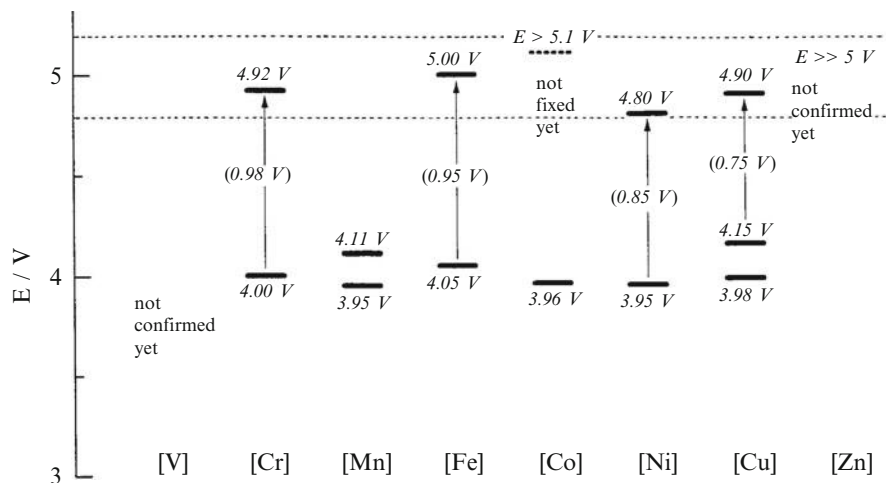 E > 5.1 V
E >> 5 V
5
4.92 V
5.00 V
not
fixed
yet
4.80 V
4.90 V
not
confirmed
yet
(0.98 V)
(0.95 V)
(0.85 V)
(0.75 V)
4.11 V
4.15 V
E / V
4
4.00 V
3.95 V
4.05 V
3.96 V
3.95 V
3.98 V
not
confirmed
yet
3
[V] [Cr] [Mn] [Fe] [Co] [Ni] [Cu] [Zn]